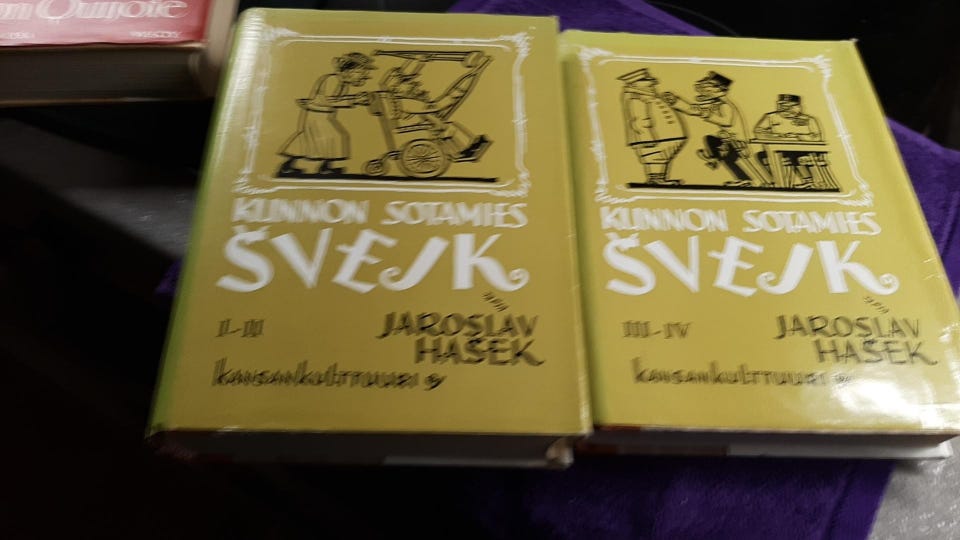 Quijote
KUNNON SOTAMIES
ŠVEJK
I-II
JAROSLAV
HAŠEK
kansankulttuuri oy
KUNNON SOTAMIES
ŠVEJK
III-IV
JAROSLAV
HAŠEK
kansankulttuuri oy